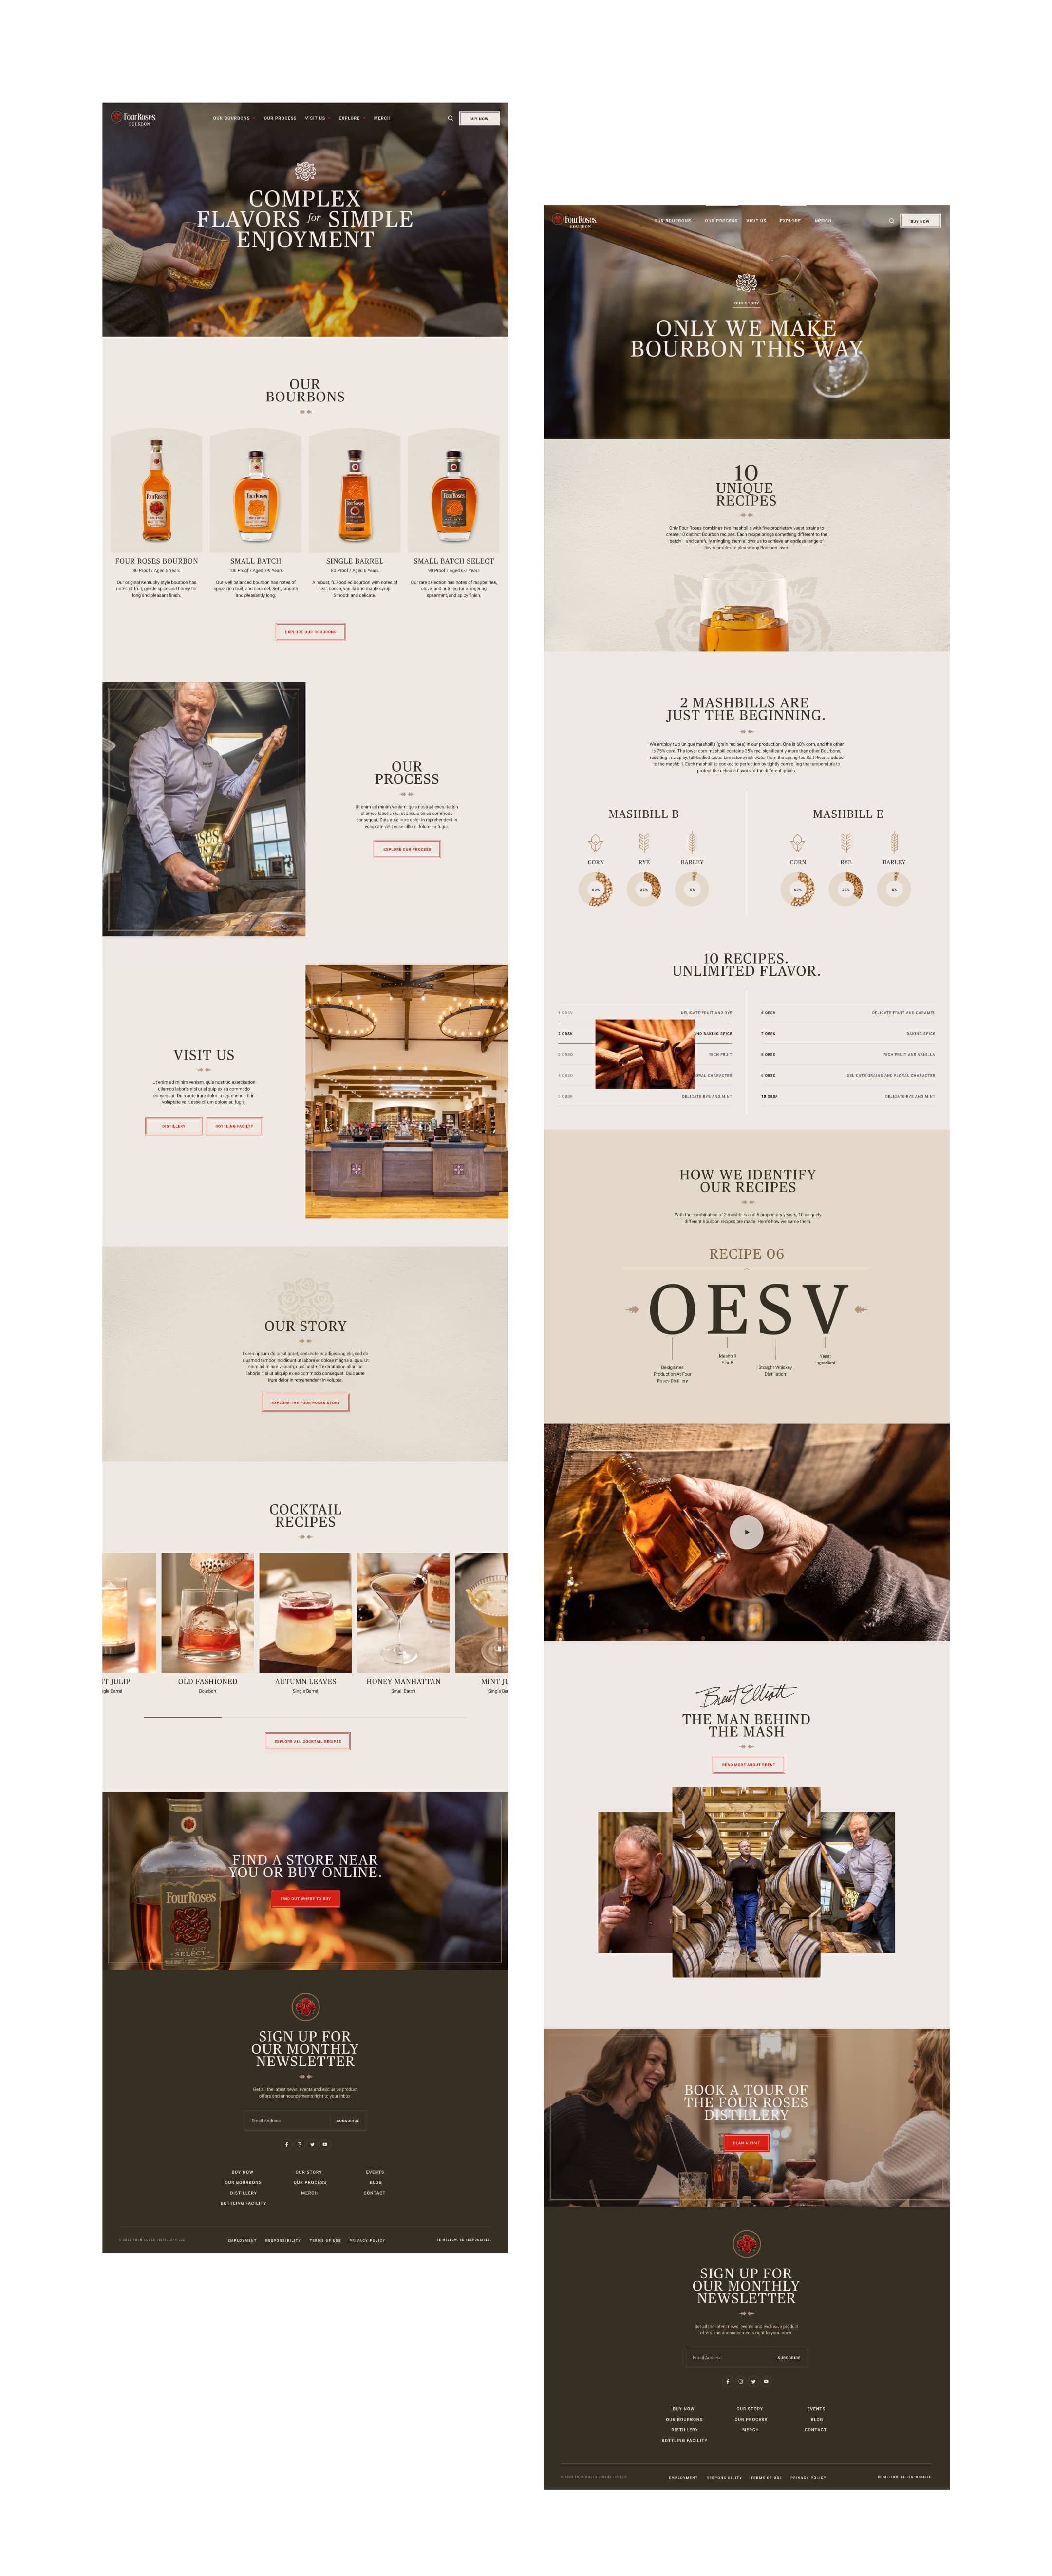 Four Roses.
BOURBON
OUR BOURBONS
OUR PROCESS
VISIT US
EXPLORE
MERCH
BUY NOW
COMPLEX
FLAVORS for SIMPLE
ENJOYMENT
OUR
BOURBONS
FOUR ROSES BOURBON
80 Proof / Aged 5 Years
Our original Kentucky style bourbon has
notes of fruit, gentle spice and honey for
long and pleasant finish.
SMALL BATCH
100 Proof / Aged 7-9 Years
Our well balanced bourbon has notes of
spice, rich fruit, and caramel. Soft, smooth
and pleasantly long.
SINGLE BARREL
80 Proof / Aged 6 Years
A robust, full-bodied bourbon with notes of
pear, cocoa, vanilla and maple syrup.
Smooth and delicate.
SMALL BATCH SELECT
90 Proof / Aged 6-7 Years
Our rare selection has notes of raspberries,
clove, and nutmeg for a lingering
spearmint, and spicy finish.
EXPLORE OUR BOURBONS
OUR
PROCESS
Ut enim ad minim veniam, quis nostrud exercitation
ullamco laboris nisi ut aliquip ex ea commodo
consequat. Duis aute irure dolor in reprehenderit in
voluptate velit esse cillum dolore eu fugia.
EXPLORE OUR PROCESS
VISIT US
Ut enim ad minim veniam, quis nostrud exercitation
ullamco laboris nisi ut aliquip ex ea commodo
consequat. Duis aute irure dolor in reprehenderit in
voluptate velit esse cillum dolore eu fugia.
DISTILLERY
BOTTLING FACILTY
OUR STORY
Lorem ipsum dolor sit amet, consectetur adipiscing elit, sed do
eiusmod tempor incididunt ut labore et dolore magna aliqua. Ut
enim ad minim veniam, quis nostrud exercitation ullamco
laboris nisi ut aliquip ex ea commodo consequat. Duis aute
irure dolor in reprehenderit in volupta.
EXPLORE THE FOUR ROSES STORY
COCKTAIL
RECIPES
T JULIP
gle Barrel
OLD FASHIONED
Bourbon
AUTUMN LEAVES
Single Barrel
HONEY MANHATTAN
Small Batch
MINT JU
Single Ba
EXPLORE ALL COCKTAIL RECIPES
Four Roses
SMALL BATCH
SELECT
FIND A STORE NEAR
YOU OR BUY ONLINE.
FIND OUT WHERE TO BUY
SIGN UP FOR
OUR MONTHLY
NEWSLETTER
Get all the latest news, events and exclusive product
offers and announcements right to your inbox.
Email Address
SUBSCRIBE
BUY NOW
OUR STORY
EVENTS
OUR BOURBONS
OUR PROCESS
BLOG
DISTILLERY
MERCH
CONTACT
BOTTLING FACILITY
© 2022 FOUR ROSES DISTILLERY LLC
EMPLOYMENT
RESPONSIBILITY
TERMS OF USE
PRIVACY POLICY
BE MELLOW. BE RESPONSIBLE.
Four Roses.
BOURBON
OUR BOURBONS
OUR PROCESS
VISIT US
EXPLORE
MERCH
BUY NOW
OUR STORY
ONLY WE MAKE
BOURBON THIS WAY
10
UNIQUE
RECIPES
Only Four Roses combines two mashbills with five proprietary yeast strains to
create 10 distinct Bourbon recipes. Each recipe brings something different to the
batch – and carefully mingling them allows us to achieve an endless range of
flavor profiles to please any Bourbon lover.
2 MASHBILLS ARE
JUST THE BEGINNING.
We employ two unique mashbills (grain recipes) in our production. One is 60% corn, and the other
is 75% corn. The lower corn mashbill contains 35% rye, significantly more than other Bourbons,
resulting in a spicy, full-bodied taste. Limestone-rich water from the spring-fed Salt River is added
to the mashbill. Each mashbill is cooked to perfection by tightly controlling the temperature to
protect the delicate flavors of the different grains.
MASHBILL B
CORN
RYE
BARLEY
60%
35%
5%
MASHBILL E
CORN
RYE
BARLEY
60%
35%
5%
10 RECIPES.
UNLIMITED FLAVOR.
1 OBSV
DELICATE FRUIT AND RYE
2 OBSK
AND BAKING SPICE
3 OBSO
RICH FRUIT
4 OBSQ
ORAL CHARACTER
5 OBSF
DELICATE RYE AND MINT
6 OESV
DELICATE FRUIT AND CARAMEL
7 OESK
BAKING SPICE
8 OESO
RICH FRUIT AND VANILLA
9 OESQ
DELICATE GRAINS AND FLORAL CHARACTER
10 OESF
DELICATE RYE AND MINT
HOW WE IDENTIFY
OUR RECIPES
With the combination of 2 mashbills and 5 proprietary yeasts, 10 uniquely
different Bourbon recipes are made. Here's how we name them.
RECIPE 06
OESV
Designates
Production At Four
Roses Distillery
Mashbill
E or B
Straight Whiskey
Distillation
Yeast
Ingredient
Brent Elliott
THE MAN BEHIND
THE MASH
READ MORE ABOUT BRENT
BOOK A TOUR OF
THE FOUR ROSES
DISTILLERY
PLAN A VISIT
SIGN UP FOR
OUR MONTHLY
NEWSLETTER
Get all the latest news, events and exclusive product
offers and announcements right to your inbox.
Email Address
SUBSCRIBE
BUY NOW
OUR STORY
EVENTS
OUR BOURBONS
OUR PROCESS
BLOG
DISTILLERY
MERCH
CONTACT
BOTTLING FACILITY
© 2022 FOUR ROSES DISTILLERY LLC
EMPLOYMENT
RESPONSIBILITY
TERMS OF USE
PRIVACY POLICY
BE MELLOW. BE RESPONSIBLE.